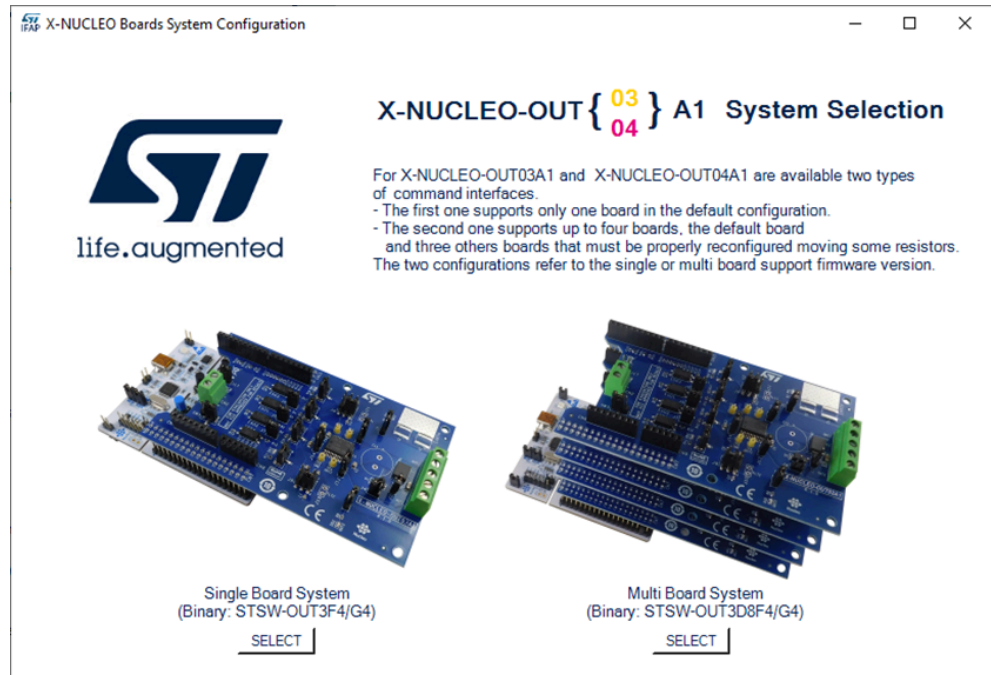 ST
IFAP X-NUCLEO Boards System Configuration
X-NUCLEO-OUT { 03 04 } A1 System Selection
ST
life.augmented
For X-NUCLEO-OUT03A1 and X-NUCLEO-OUT04A1 are available two types
of command interfaces.
- The first one supports only one board in the default configuration.
- The second one supports up to four boards, the default board
and three others boards that must be properly reconfigured moving some resistors.
The two configurations refer to the single or multi board support firmware version.
Single Board System
(Binary: STSW-OUT3F4/G4)
SELECT
Multi Board System
(Binary: STSW-OUT3D8F4/G4)
SELECT